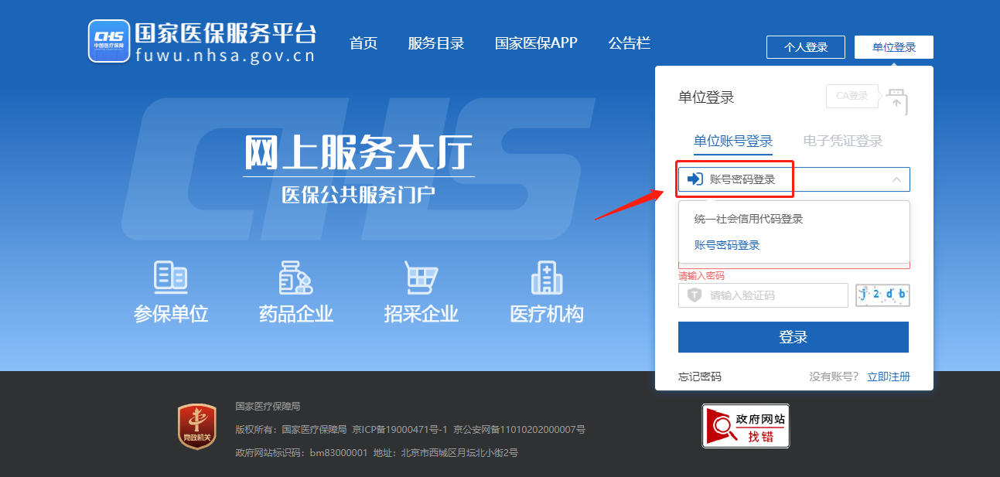 CHS
中国医疗保障
国家医保服务平台
fuwu.nhsa.gov.cn
首页
服务目录
国家医保APP
公告栏
个人登录
单位登录
单位登录
CA登录
单位账号登录
电子凭证登录
账号密码登录
统一社会信用代码登录
账号密码登录
请输入密码
请输入验证码
j2db
登录
忘记密码
没有账号?
立即注册
CHS
网上服务大厅
医保公共服务门户
参保单位
药品企业
招采企业
医疗机构
党政机关
国家医疗保障局
版权所有：国家医疗保障局 京ICP备19000471号-1 京公安网备11010202000007号
政府网站标识码：bm83000001 地址：北京市西城区月坛北小街2号
政府网站
找错